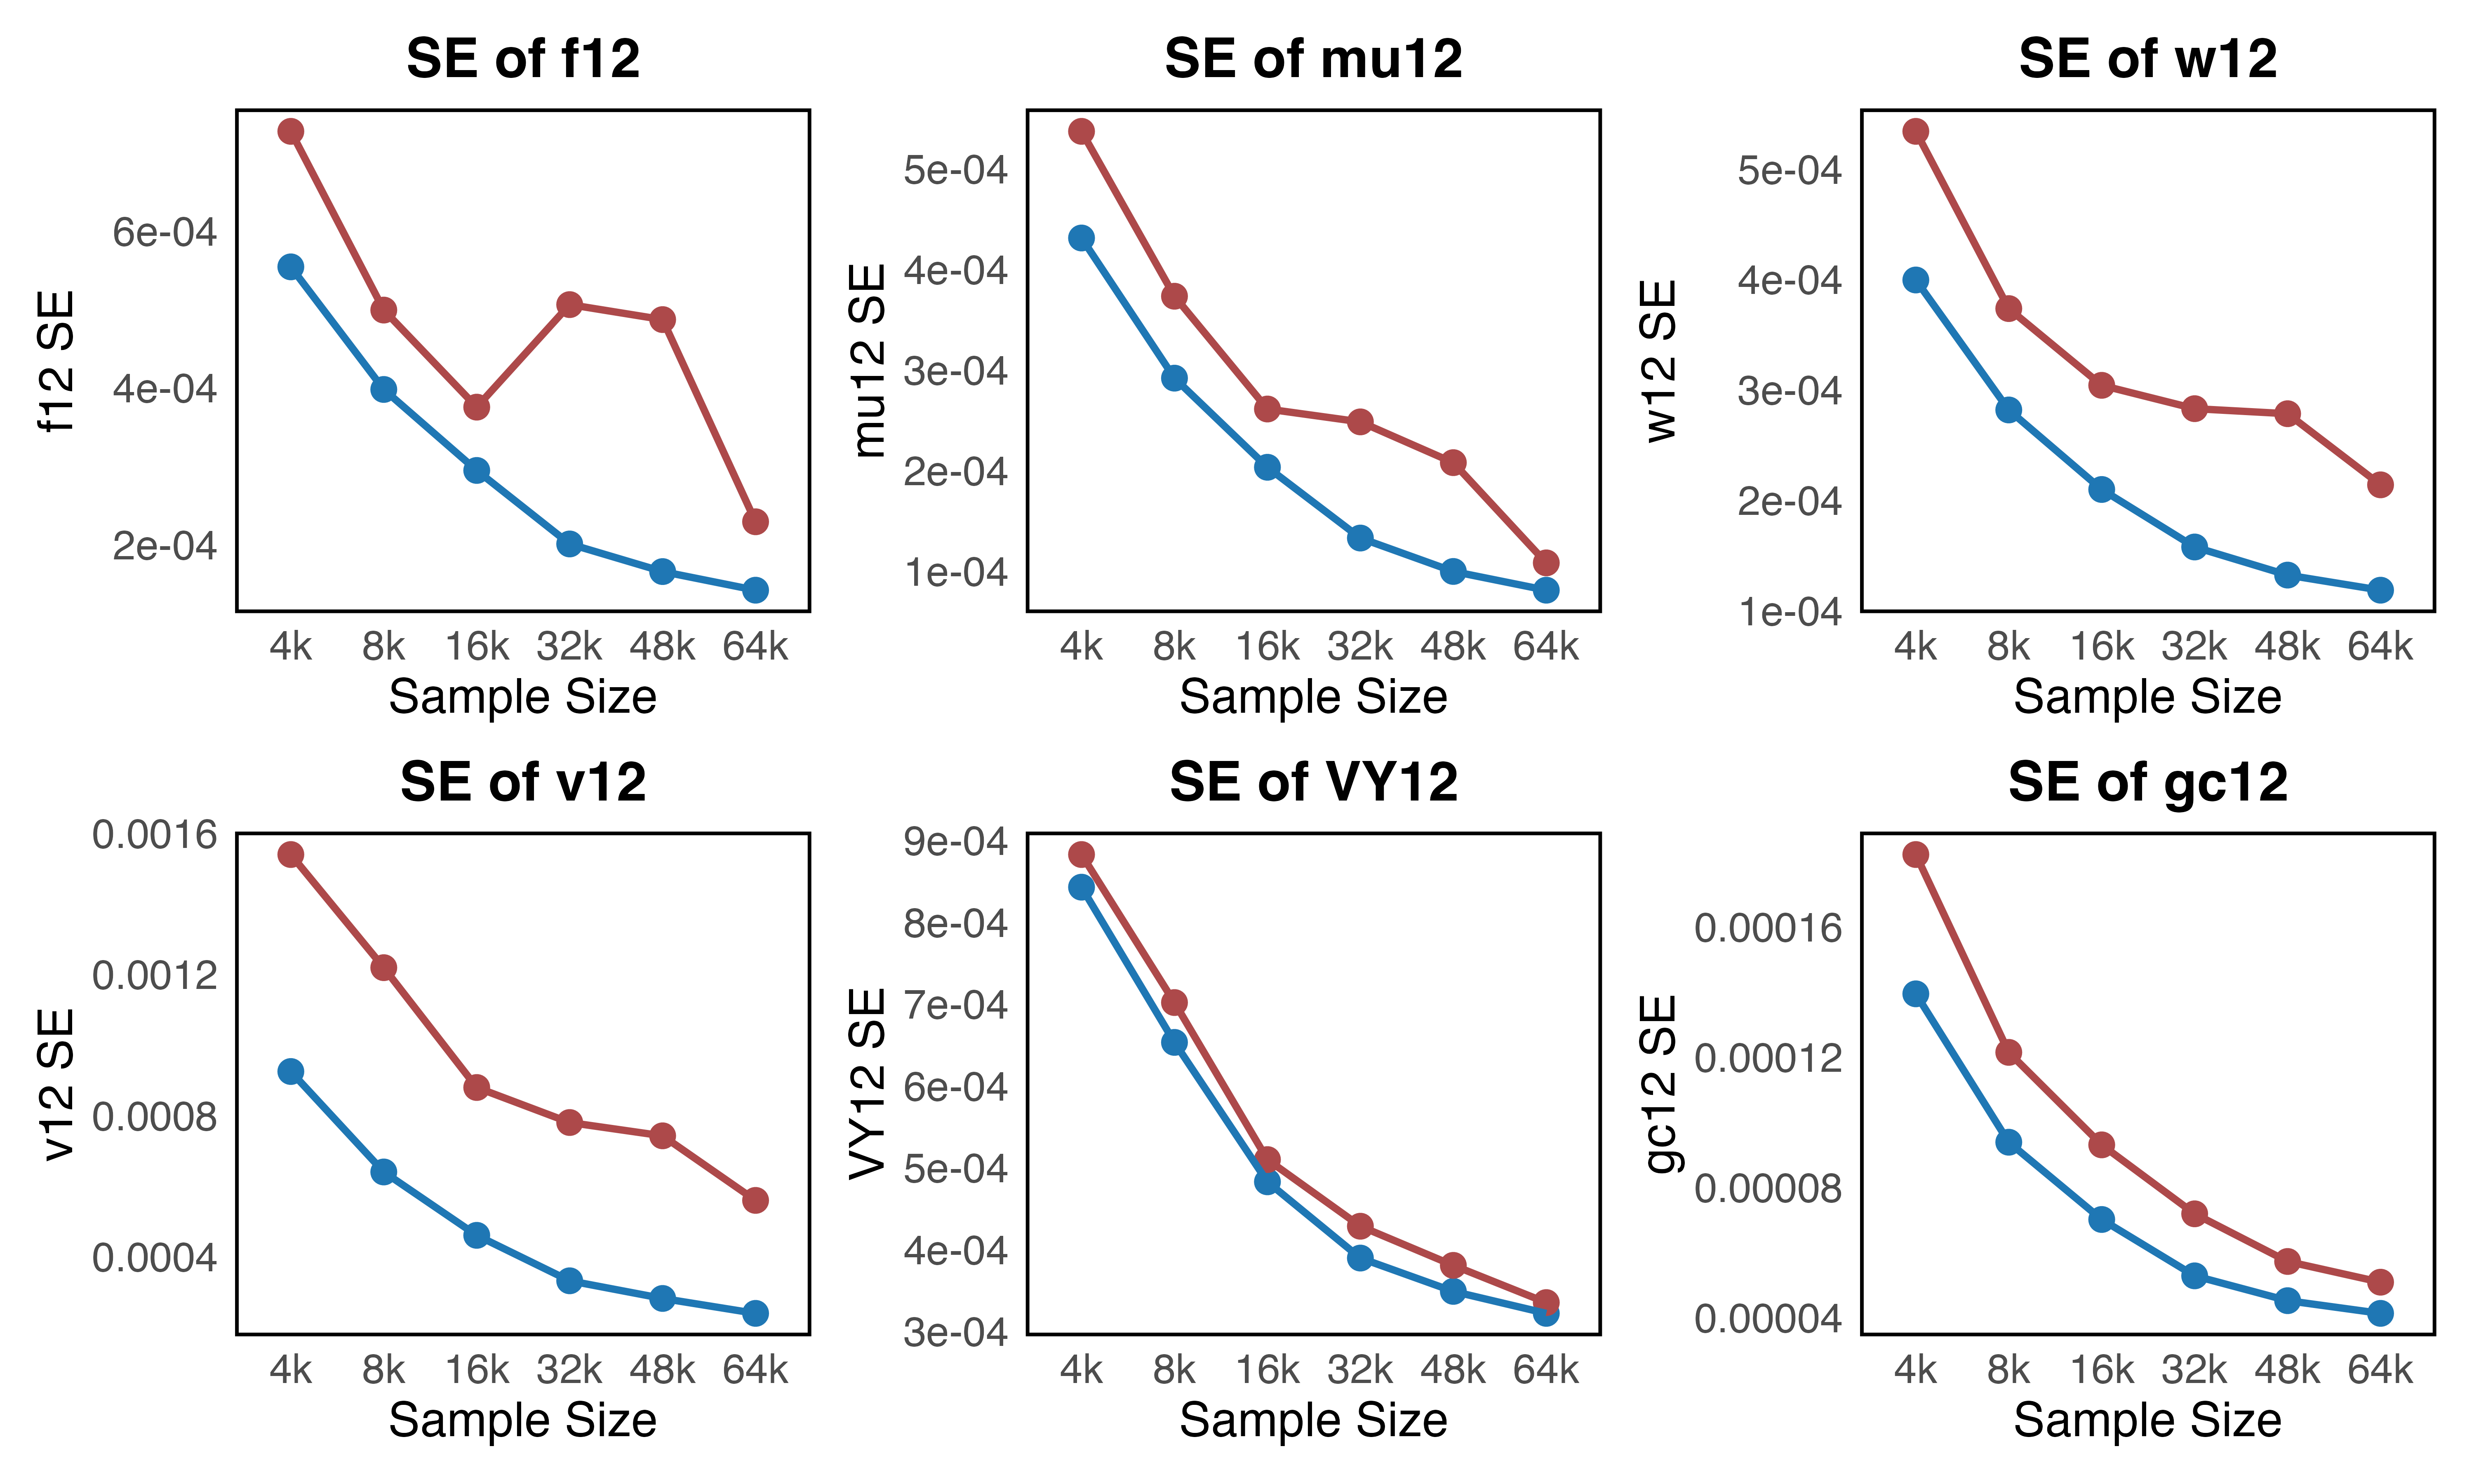 SE of f12
f12 SE
6e-04
4e-04
2e-04
4k 8k 16k 32k 48k 64k
Sample Size
SE of mu12
mu12 SE
5e-04
4e-04
3e-04
2e-04
1e-04
4k 8k 16k 32k 48k 64k
Sample Size
SE of w12
w12 SE
5e-04
4e-04
3e-04
2e-04
1e-04
4k 8k 16k 32k 48k 64k
Sample Size
SE of v12
v12 SE
0.0016
0.0012
0.0008
0.0004
4k 8k 16k 32k 48k 64k
Sample Size
SE of VY12
VY12 SE
9e-04
8e-04
7e-04
6e-04
5e-04
4e-04
3e-04
4k 8k 16k 32k 48k 64k
Sample Size
SE of gc12
gc12 SE
0.00016
0.00012
0.00008
0.00004
4k 8k 16k 32k 48k 64k
Sample Size